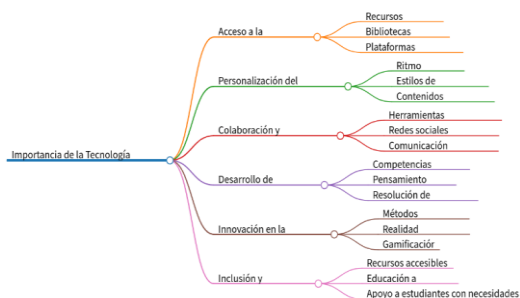 Importancia de la Tecnología
Acceso a la
Recursos
Bibliotecas
Plataformas
Personalización del
Ritmo
Estilos de
Contenidos
Colaboración y
Herramientas
Redes sociales
Comunicación
Desarrollo de
Competencias
Pensamiento
Resolución de
Innovación en la
Métodos
Realidad
Gamificación
Inclusión y
Recursos accesibles
Educación a
Apoyo a estudiantes con necesidades